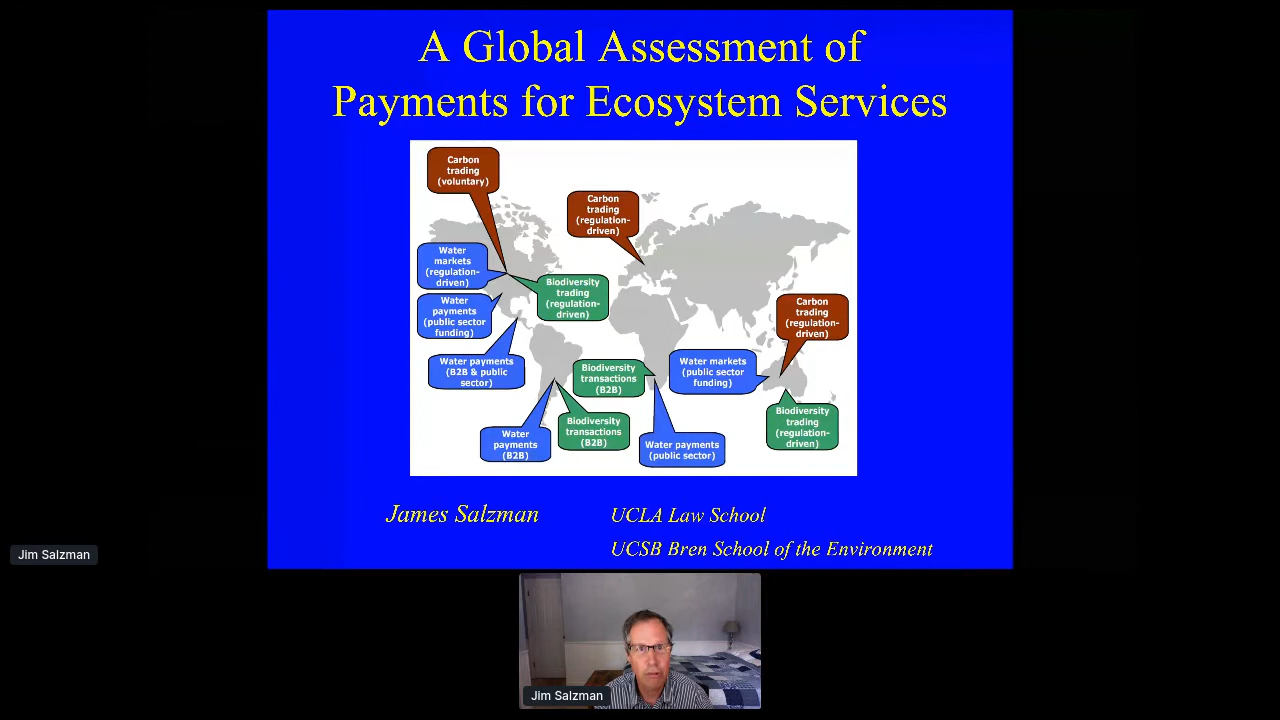 A Global Assessment of
Payments for Ecosystem Services
Carbon
trading
(voluntary)
Carbon
trading
(regulation-
driven)
Water
markets
(regulation-
driven)
Biodiversity
trading
(regulation-
driven)
Water
payments
(public sector
funding)
Carbon
trading
(regulation-
driven)
Water payments
(B2B & public
sector)
Biodiversity
transactions
(B2B)
Water markets
(public sector
funding)
Water
payments
(B2B)
Biodiversity
transactions
(B2B)
Water payments
(public sector)
Biodiversity
trading
(regulation-
driven)
James Salzman
UCLA Law School
UCSB Bren School of the Environment
Jim Salzman
Jim Salzman